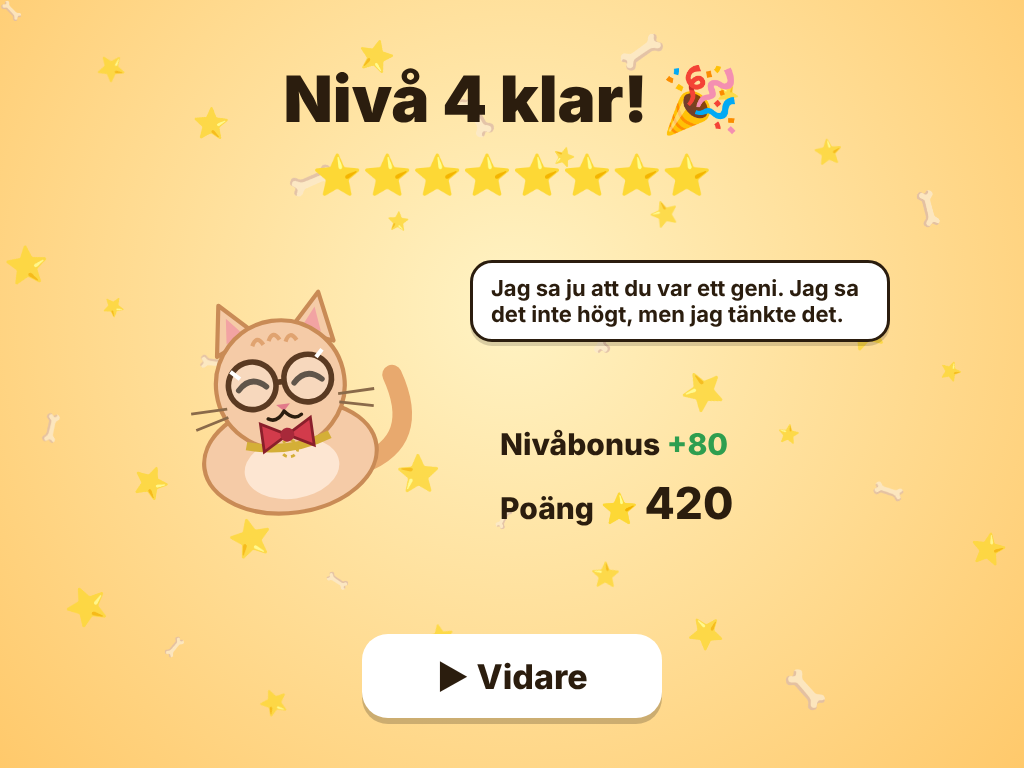 Nivå 4 klar! 🎉
⭐⭐⭐⭐⭐⭐⭐⭐
Jag sa ju att du var ett geni. Jag sa
det inte högt, men jag tänkte det.
Nivåbonus +80
Poäng ⭐ 420
▶ Vidare